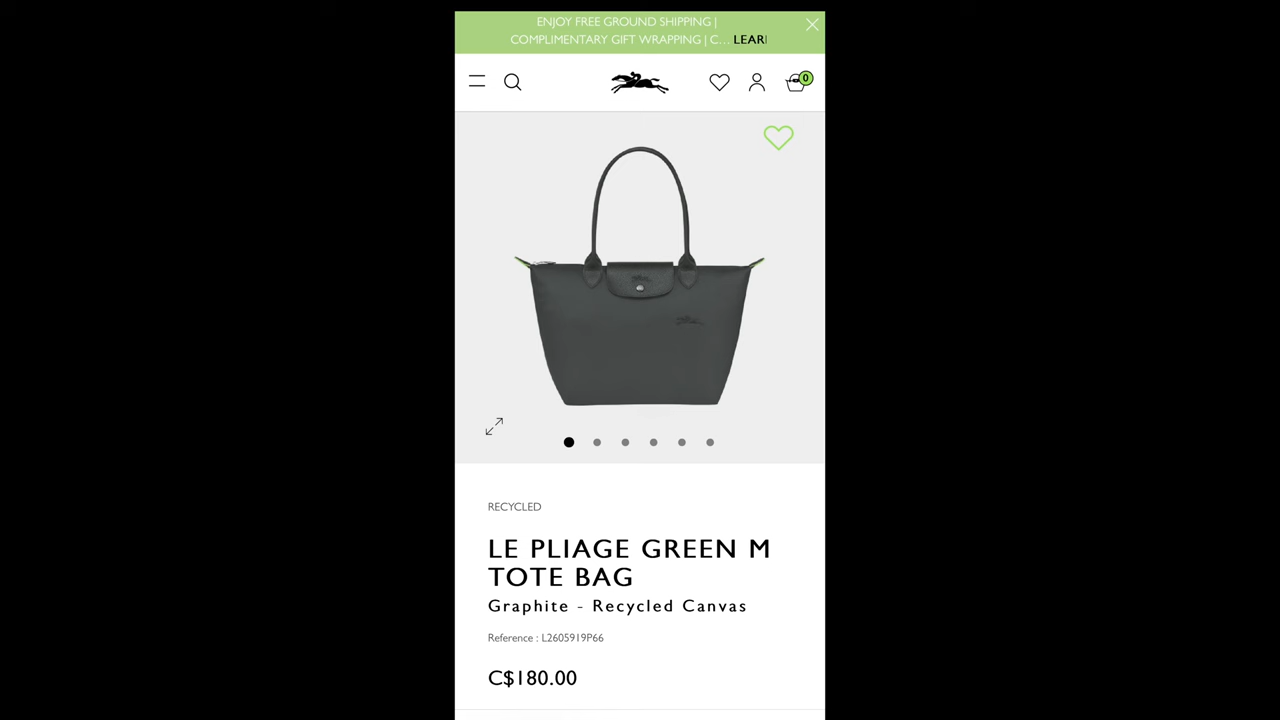 ENJOY FREE GROUND SHIPPING |
COMPLIMENTARY GIFT WRAPPING | C... LEAR
0
RECYCLED
LE PLIAGE GREEN M
TOTE BAG
Graphite - Recycled Canvas
Reference : L2605919P66
C$180.00